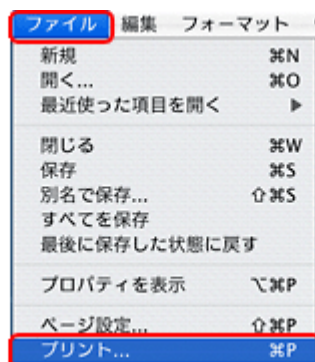 ファイル 編集 フォーマット
新規 ⌘N
開く... ⌘O
最近使った項目を開く ▶
閉じる ⌘W
保存 ⌘S
別名で保存... ⇧⌘S
すべてを保存
最後に保存した状態に戻す
プロパティを表示 ⌥⌘P
ページ設定... ⇧⌘P
プリント... ⌘P